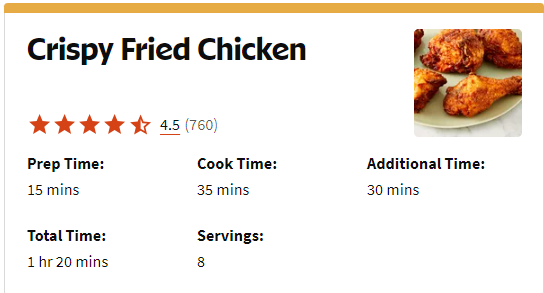 Crispy Fried Chicken
4.5 (760)
Prep Time: Cook Time: Additional Time:
15 mins 35 mins 30 mins
Total Time: Servings:
1 hr 20 mins 8